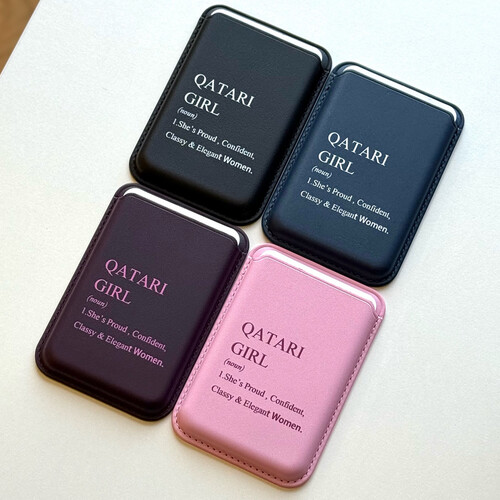 QATARI
GIRL
(noun)
1.She's Proud , Confident,
Classy & Elegant Women.
QATARI
GIRL
(noun)
1.She's Proud , Confident,
Classy & Elegant Women.
QATARI
GIRL
(noun)
1.She's Proud , Confident,
Classy & Elegant Women.
QATARI
GIRL
(noun)
1.She's Proud , Confident,
Classy & Elegant Women.